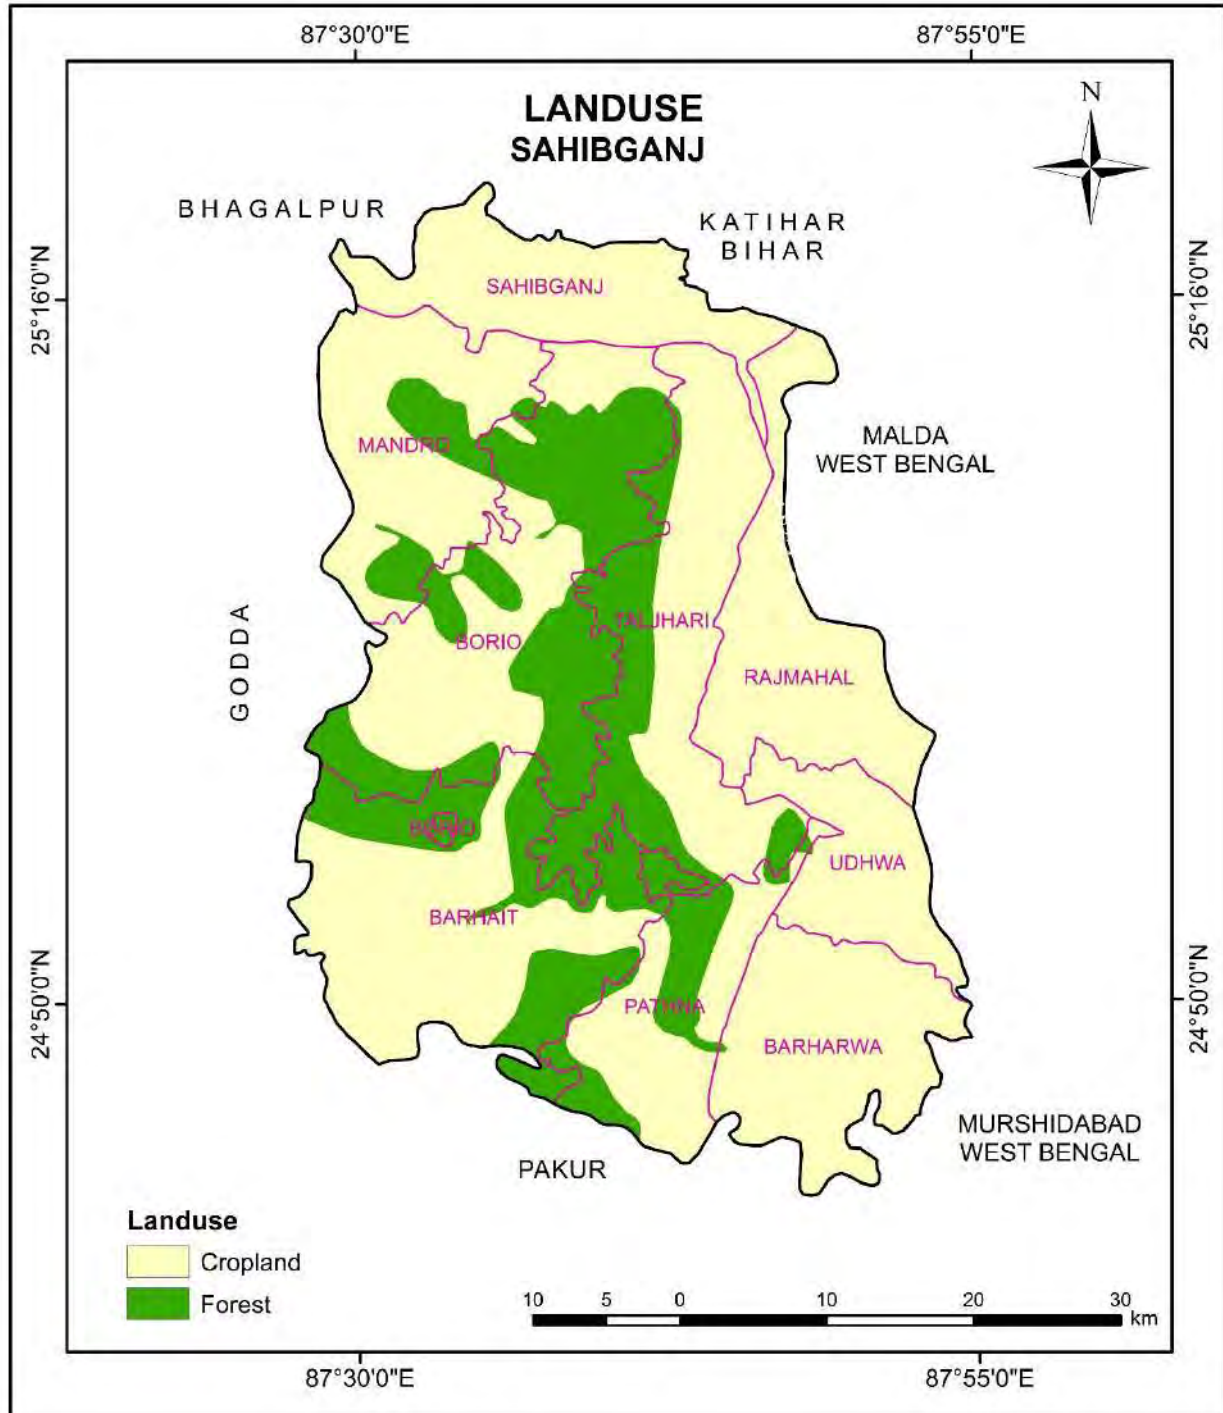 87°30'0"E
87°55'0"E
LANDUSE
SAHIBGANJ
N
BHAGALPUR
KATIHAR
BIHAR
25°16'0"N
25°16'0"N
SAHIBGANJ
MANDRO
MALDA
WEST BENGAL
GODDA
BORIO
TALJHARI
RAJMAHAL
BORIO
UDHWA
BARHAIT
24°50'0"N
24°50'0"N
PATHNA
BARHARWA
MURSHIDABAD
WEST BENGAL
PAKUR
Landuse
Cropland
Forest
10 5 0 10 20 30
km
87°30'0"E
87°55'0"E